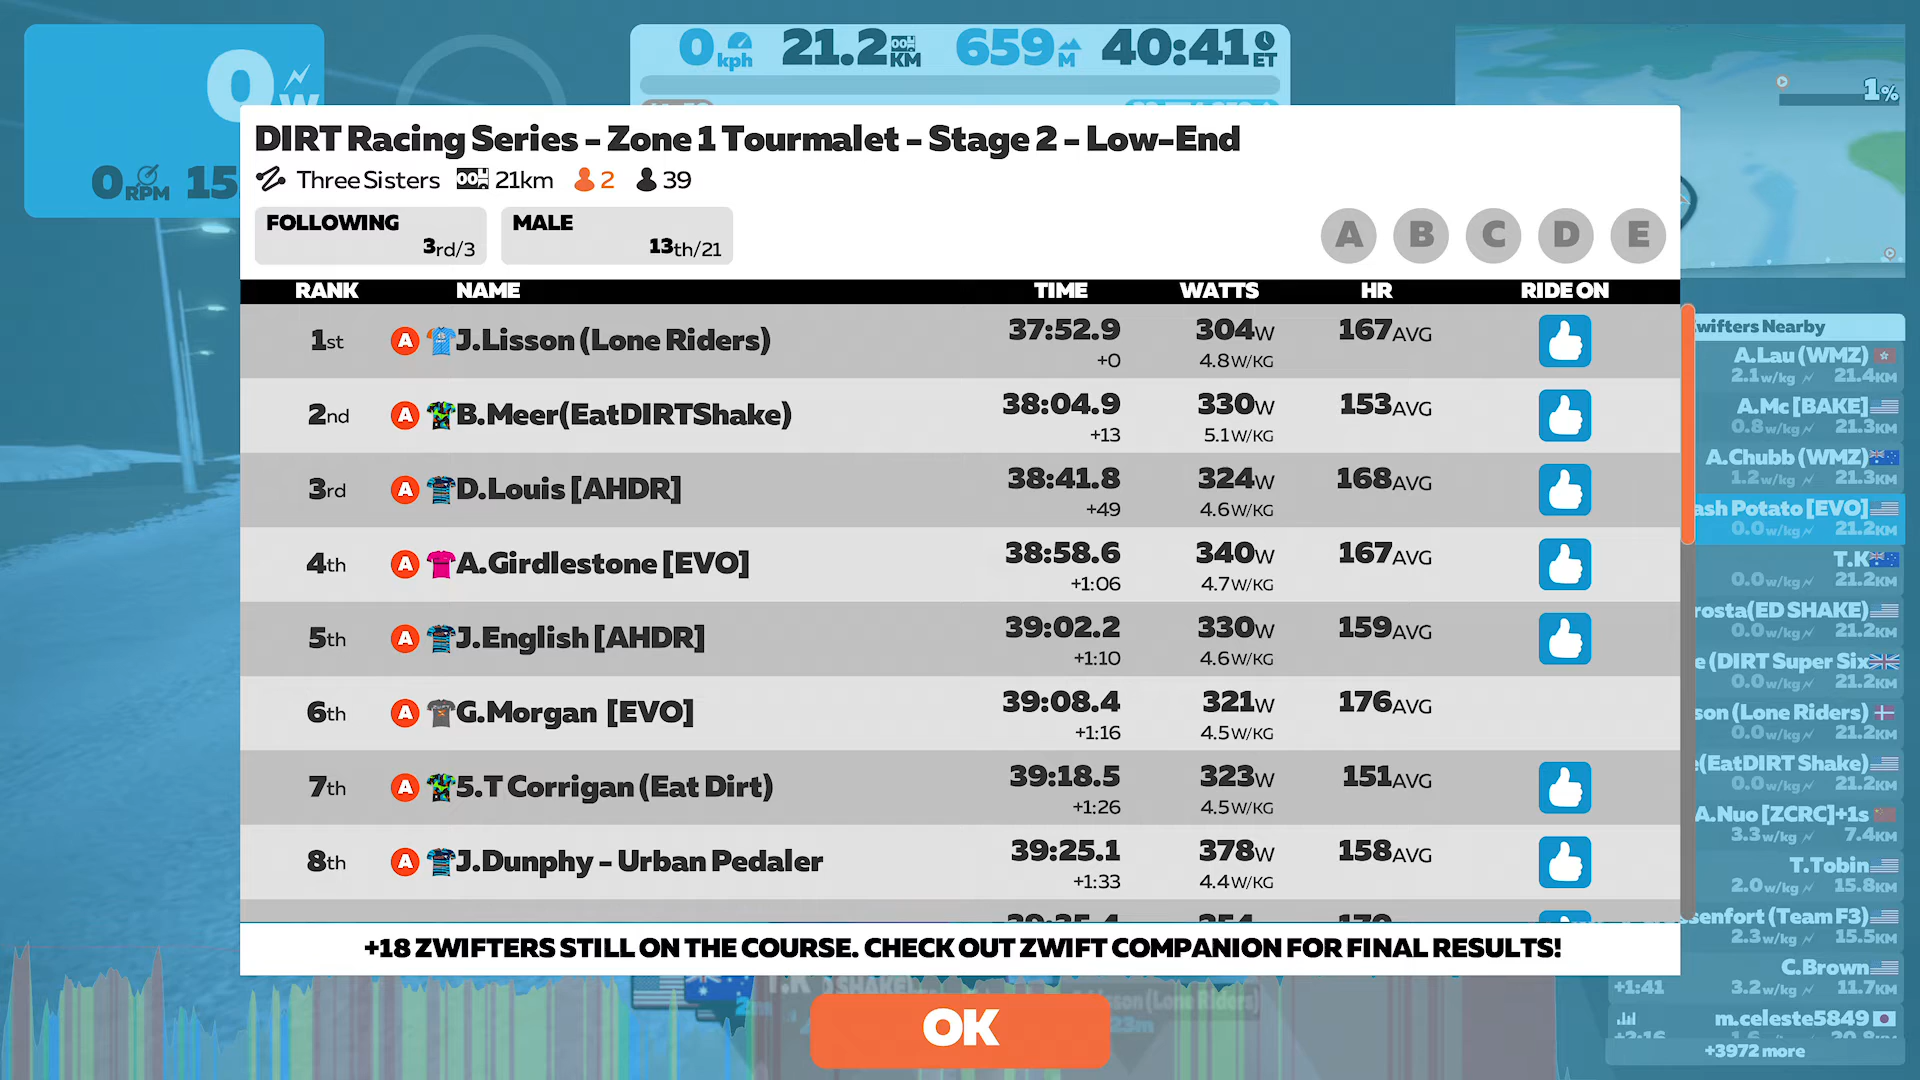 0 W
0 RPM
0 kph 21.2 KM 659 M 40:41 ET
1%
DIRT Racing Series - Zone 1 Tourmalet - Stage 2 - Low-End
Three Sisters 21km 2 39
FOLLOWING 3rd/3
MALE 13th/21
A B C D E
RANK NAME TIME WATTS HR RIDE ON
1st A J.Lisson (Lone Riders) 37:52.9 304W 167AVG
+0 4.8W/KG
2nd A B.Meer(EatDIRTShake) 38:04.9 330W 153AVG
+13 5.1W/KG
3rd A D.Louis [AHDR] 38:41.8 324W 168AVG
+49 4.6W/KG
4th A A.Girdlestone [EVO] 38:58.6 340W 167AVG
+1:06 4.7W/KG
5th A J.English [AHDR] 39:02.2 330W 159AVG
+1:10 4.6W/KG
6th A G.Morgan [EVO] 39:08.4 321W 176AVG
+1:16 4.5W/KG
7th A 5.T Corrigan (Eat Dirt) 39:18.5 323W 151AVG
+1:26 4.5W/KG
8th A J.Dunphy - Urban Pedaler 39:25.1 378W 158AVG
+1:33 4.4W/KG
+18 ZWIFTERS STILL ON THE COURSE. CHECK OUT ZWIFT COMPANION FOR FINAL RESULTS!
OK
Nearby
A.Lau (WMZ)
2.1w/kg 21.4KM
A.Mc [BAKE]
0.8w/kg 21.3KM
A.Chubb (WMZ)
1.2w/kg 21.3KM
Potato [EVO]
0.0w/kg 21.2KM
T.K
0.0w/kg 21.2KM
(ED SHAKE)
0.0w/kg 21.2KM
(DIRT Super Six
0.0w/kg 21.2KM
(Lone Riders)
0.0w/kg 21.2KM
(EatDIRT Shake)
0.0w/kg 21.2KM
A.Nuo [ZCRC]+1s
3.3w/kg 7.4KM
T.Tobin
2.0w/kg 15.8KM
(Team F3)
2.3w/kg 15.5KM
C.Brown
+1:41 3.2w/kg 11.7KM
m.celeste5849
+3972 more